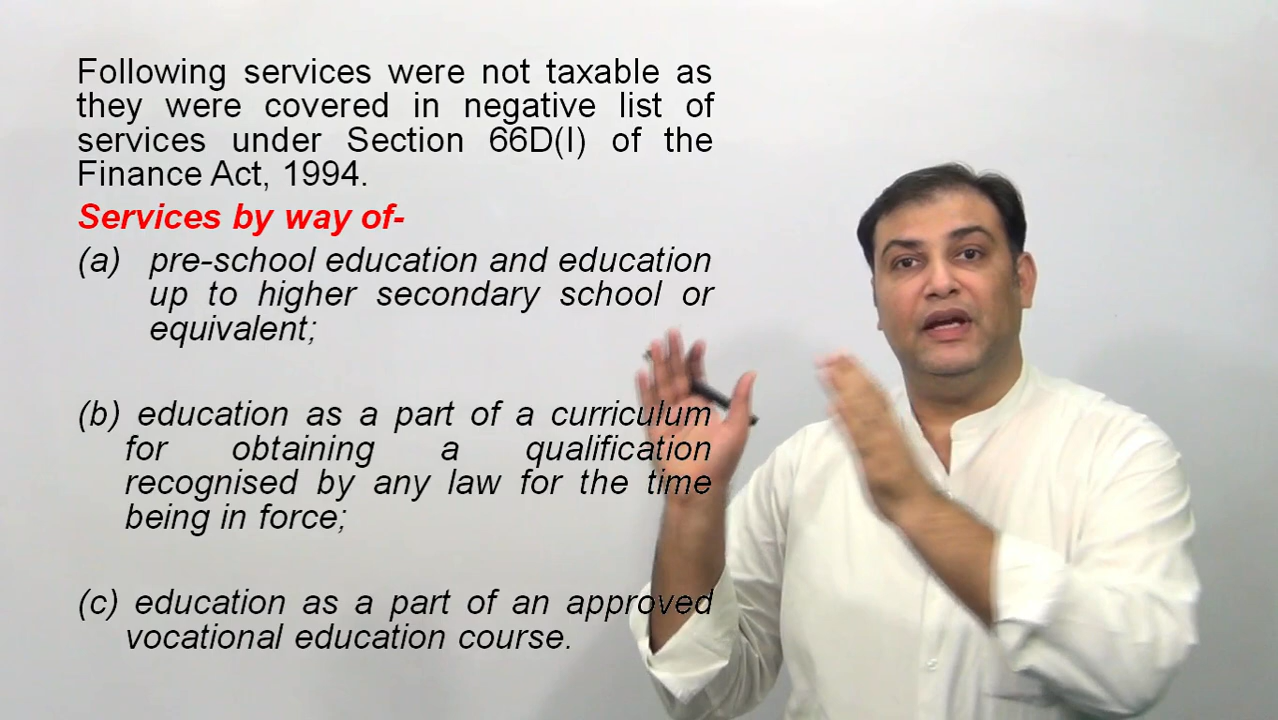 Following services were not taxable as
they were covered in negative list of
services under Section 66D(I) of the
Finance Act, 1994.
Services by way of-
(a) pre-school education and education
up to higher secondary school or
equivalent;
(b) education as a part of a curriculum
for obtaining a qualification
recognised by any law for the time
being in force;
(c) education as a part of an approved
vocational education course.